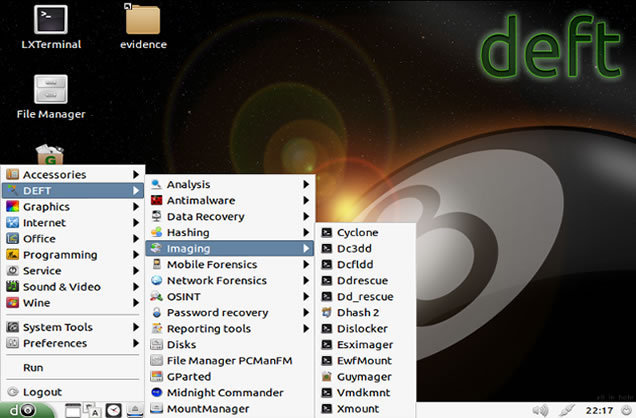 LXTerminal
evidence
deft
File Manager
Accessories
DEFT
Graphics
Internet
Office
Programming
Service
Sound & Video
Wine
System Tools
Preferences
Run
Logout
Analysis
Antimalware
Data Recovery
Hashing
Imaging
Mobile Forensics
Network Forensics
OSINT
Password recovery
Reporting tools
Disks
File Manager PCManFM
GParted
Midnight Commander
MountManager
Cyclone
Dc3dd
Dcfldd
Ddrescue
Dd_rescue
Dhash 2
Dislocker
Esximager
EwfMount
Guymager
Vmdkmnt
Xmount
22:17